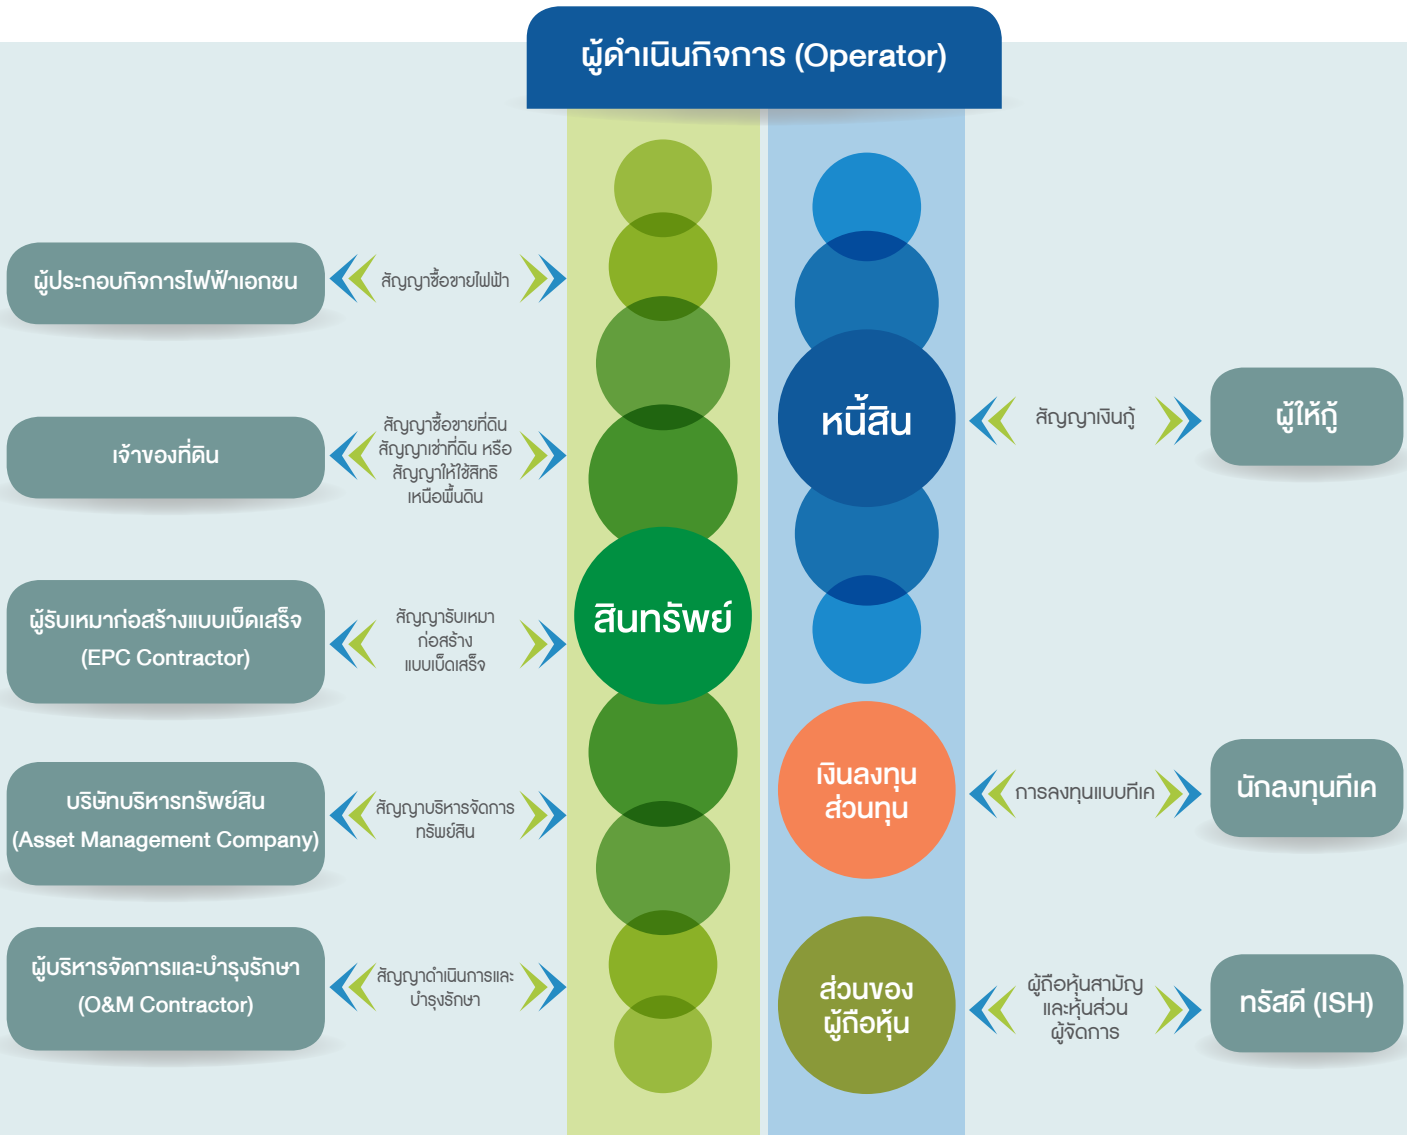 ผู้ดำเนินกิจการ (Operator)
ผู้ประกอบกิจการไฟฟ้าเอกชน
สัญญาซื้อขายไฟฟ้า
เจ้าของที่ดิน
สัญญาซื้อขายที่ดิน
สัญญาเช่าที่ดิน หรือ
สัญญาให้ใช้สิทธิ
เหนือพื้นดิน
ผู้รับเหมาก่อสร้างแบบเบ็ดเสร็จ
(EPC Contractor)
สัญญารับเหมา
ก่อสร้าง
แบบเบ็ดเสร็จ
บริษัทบริหารทรัพย์สิน
(Asset Management Company)
สัญญาบริหารจัดการ
ทรัพย์สิน
ผู้บริหารจัดการและบำรุงรักษา
(O&M Contractor)
สัญญาดำเนินการและ
บำรุงรักษา
สินทรัพย์
หนี้สิน
สัญญาเงินกู้
ผู้ให้กู้
เงินลงทุน
ส่วนทุน
การลงทุนแบบทีเค
นักลงทุนทีเค
ส่วนของ
ผู้ถือหุ้น
ผู้ถือหุ้นสามัญ
และหุ้นส่วน
ผู้จัดการ
ทรัสตี (ISH)